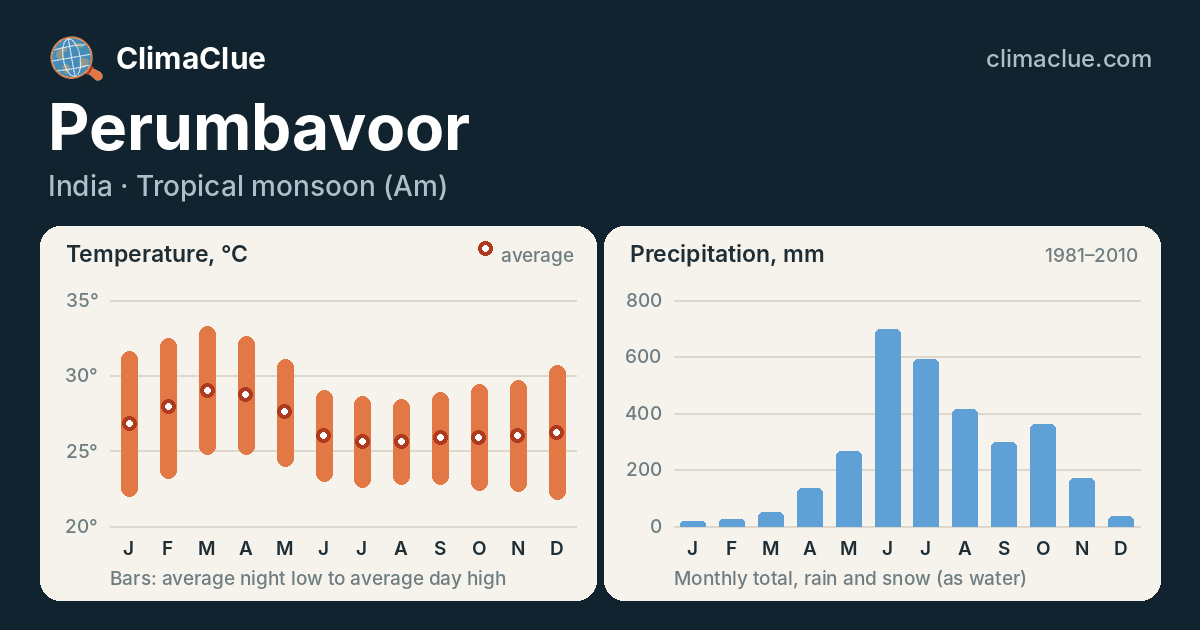 ClimaClue
climaclue.com
Perumbavoor
India · Tropical monsoon (Am)
Temperature, °C
average
35°
30°
25°
20°
J F M A M J J A S O N D
Bars: average night low to average day high
Precipitation, mm
1981–2010
800
600
400
200
0
J F M A M J J A S O N D
Monthly total, rain and snow (as water)